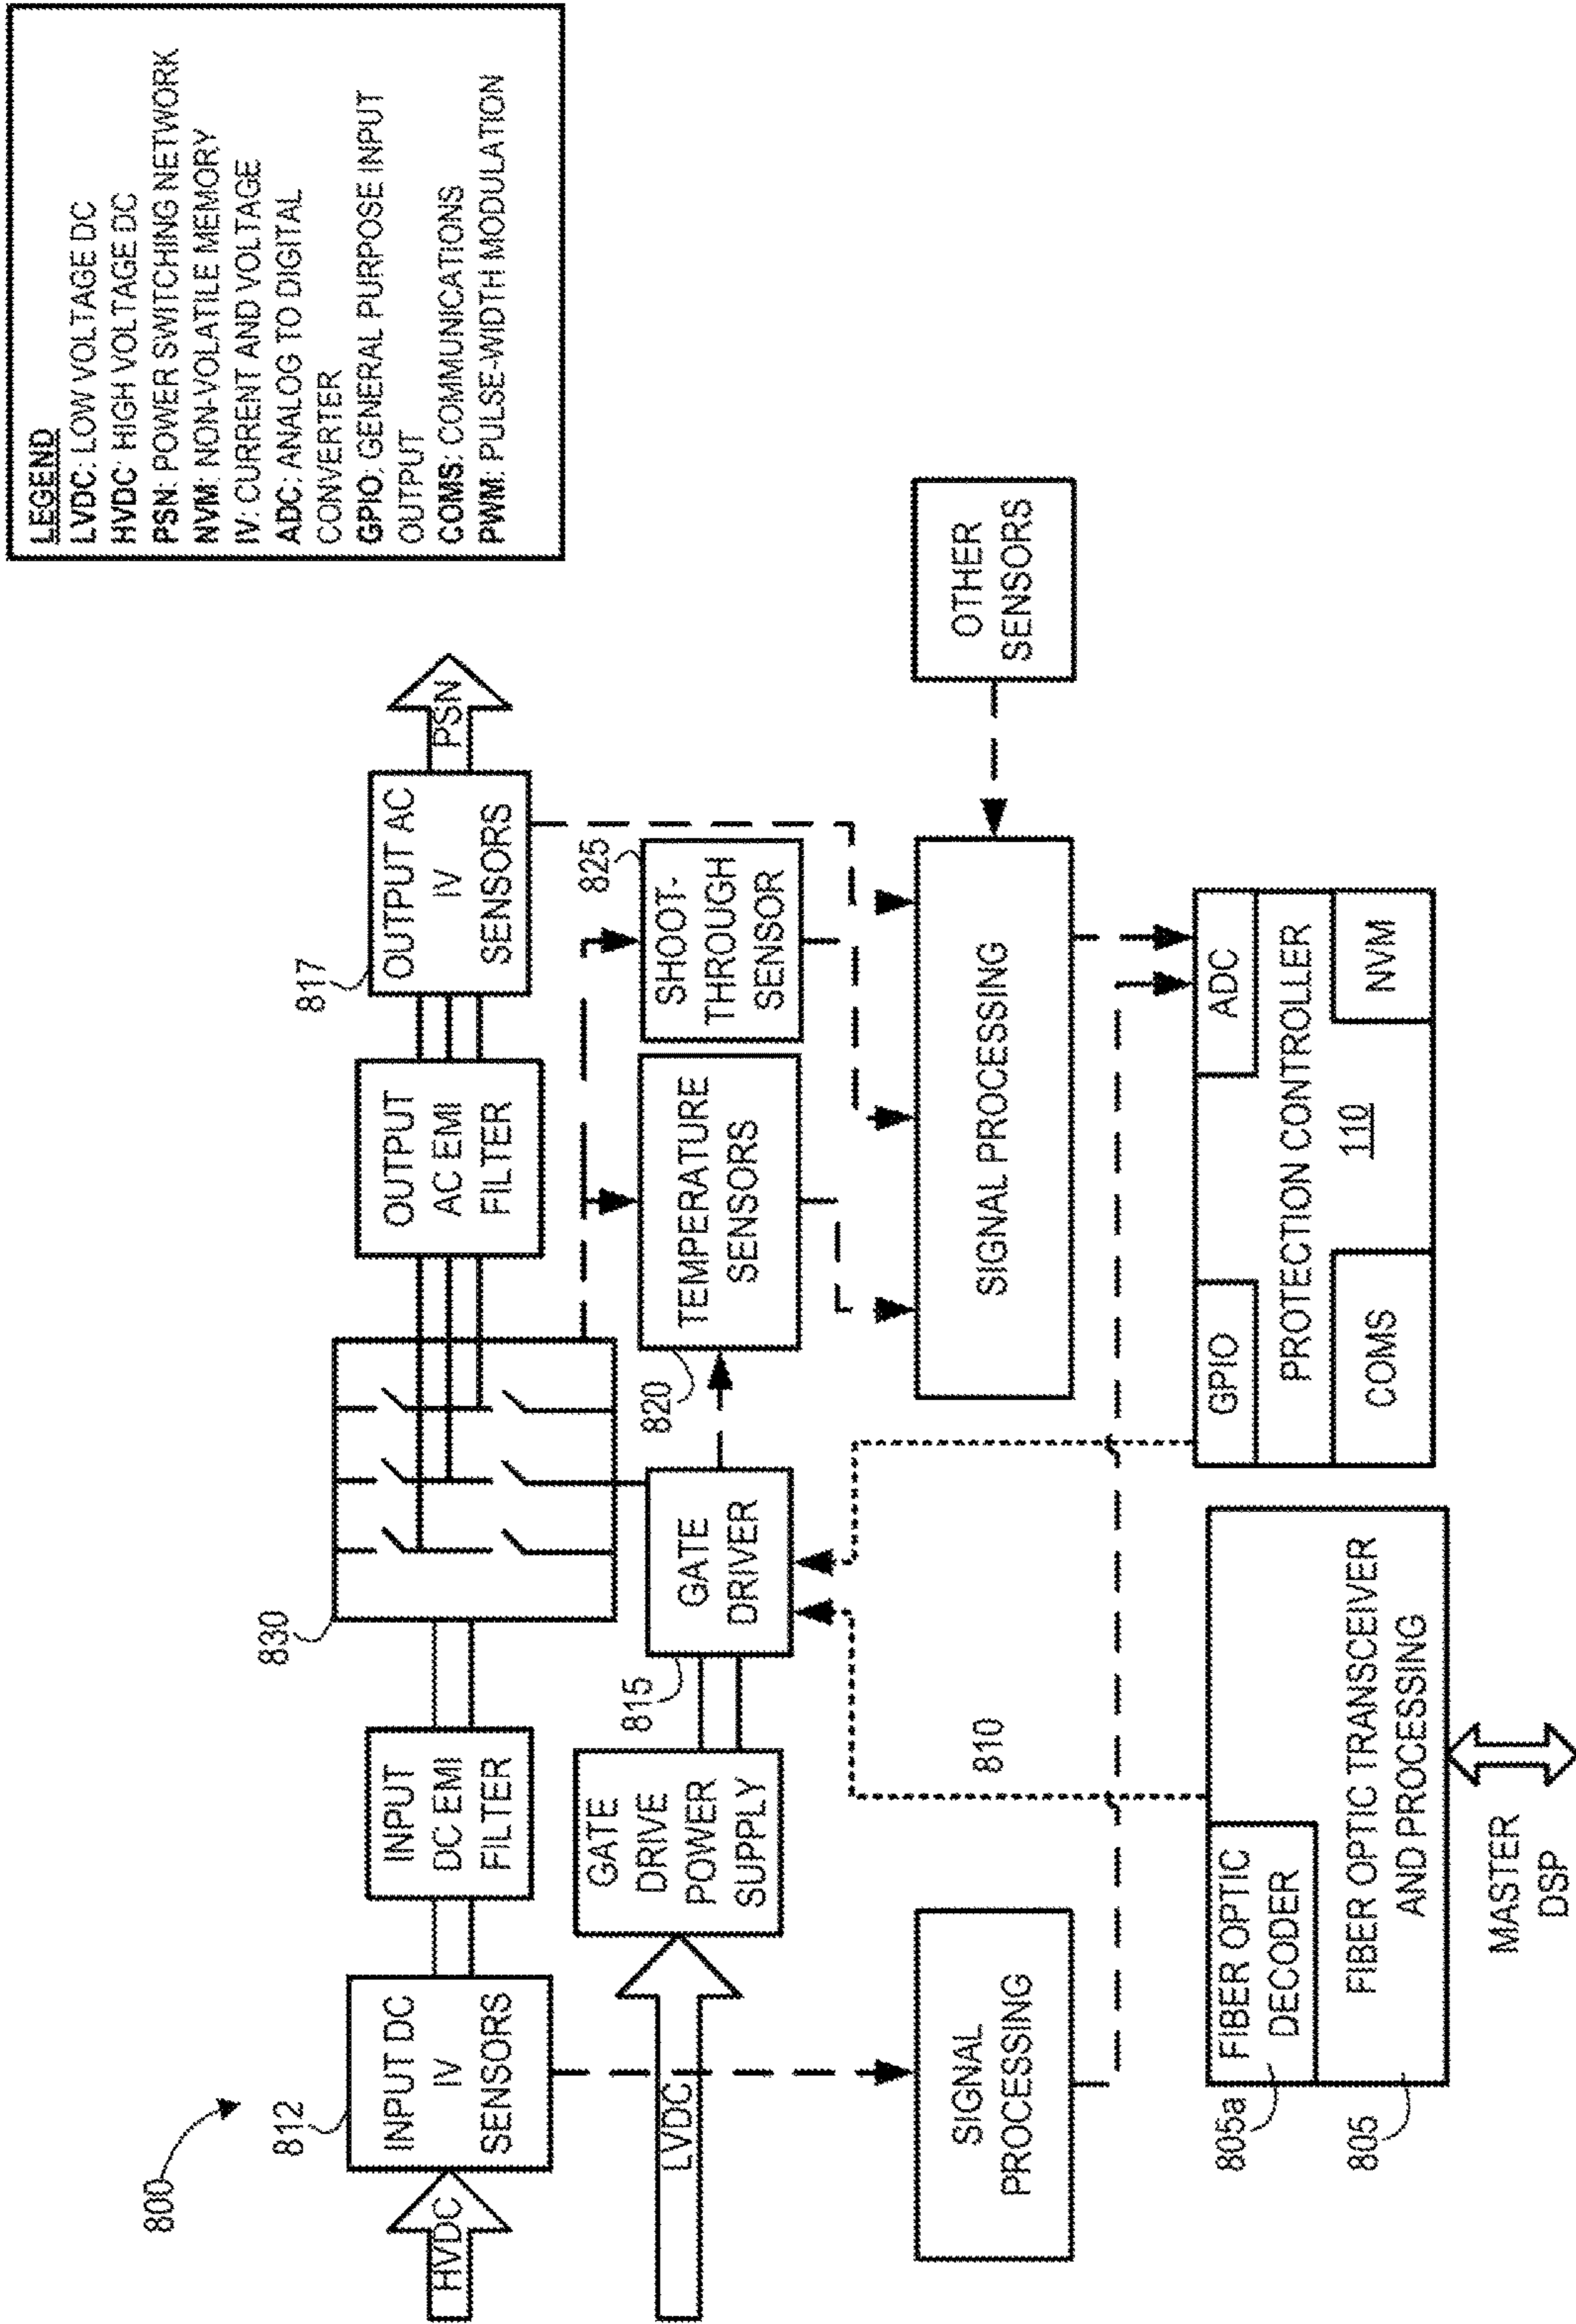 800
HVDC
812
INPUT DC
IV
SENSORS
INPUT
DC EMI
FILTER
830
OUTPUT
AC EMI
FILTER
817
OUTPUT AC
IV
SENSORS
PSN
LVDC
GATE
DRIVE
POWER
SUPPLY
815
GATE
DRIVER
820
TEMPERATURE
SENSORS
825
SHOOT-
THROUGH
SENSOR
SIGNAL
PROCESSING
810
SIGNAL PROCESSING
OTHER
SENSORS
805a
FIBER OPTIC
DECODER
805
FIBER OPTIC TRANSCEIVER
AND PROCESSING
MASTER
DSP
GPIO
ADC
PROTECTION CONTROLLER
110
COMS
NVM
LEGEND
LVDC: LOW VOLTAGE DC
HVDC: HIGH VOLTAGE DC
PSN: POWER SWITCHING NETWORK
NVM: NON-VOLATILE MEMORY
IV: CURRENT AND VOLTAGE
ADC: ANALOG TO DIGITAL
CONVERTER
GPIO: GENERAL PURPOSE INPUT
OUTPUT
COMS: COMMUNICATIONS
PWM: PULSE-WIDTH MODULATION